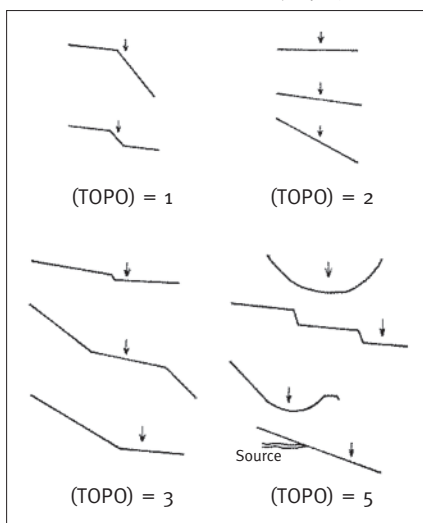 (TOPO) = 1
(TOPO) = 2
Source
(TOPO) = 3
(TOPO) = 5